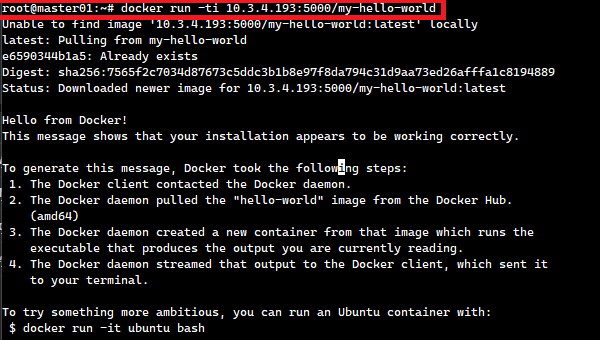 root@master01:~# docker run -ti 10.3.4.193:5000/my-hello-world
Unable to find image '10.3.4.193:5000/my-hello-world:latest' locally
latest: Pulling from my-hello-world
e6590344b1a5: Already exists
Digest: sha256:7565f2c7034d87673c5ddc3b1b8e97f8da794c31d9aa73ed26afffa1c8194889
Status: Downloaded newer image for 10.3.4.193:5000/my-hello-world:latest

Hello from Docker!
This message shows that your installation appears to be working correctly.

To generate this message, Docker took the following steps:
 1. The Docker client contacted the Docker daemon.
 2. The Docker daemon pulled the "hello-world" image from the Docker Hub.
    (amd64)
 3. The Docker daemon created a new container from that image which runs the
    executable that produces the output you are currently reading.
 4. The Docker daemon streamed that output to the Docker client, which sent it
    to your terminal.

To try something more ambitious, you can run an Ubuntu container with:
 $ docker run -it ubuntu bash